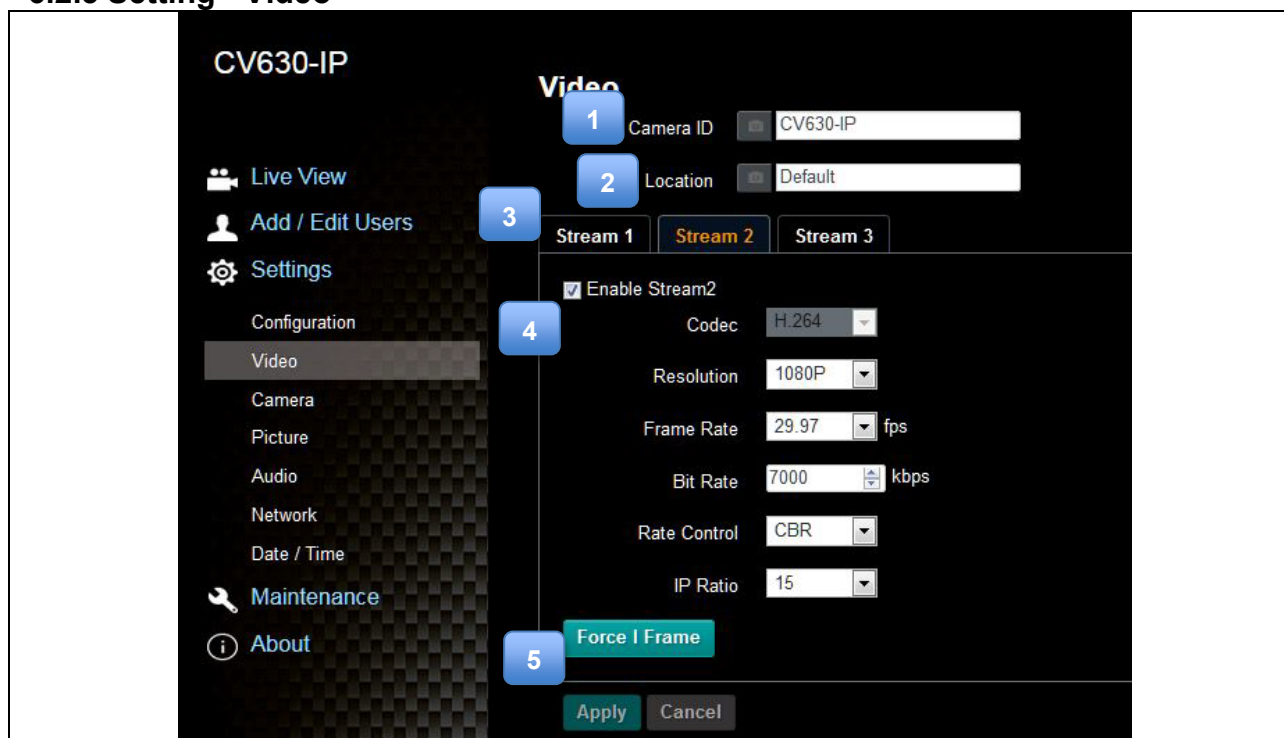 Setting - Video
CV630-IP
Video
1 Camera ID CV630-IP
2 Location Default
Live View
Add / Edit Users
Settings
Configuration
Video
Camera
Picture
Audio
Network
Date / Time
Maintenance
About
3 Stream 1 Stream 2 Stream 3
Enable Stream2
4 Codec H.264
Resolution 1080P
Frame Rate 29.97 fps
Bit Rate 7000 kbps
Rate Control CBR
IP Ratio 15
Force I Frame
5
Apply Cancel